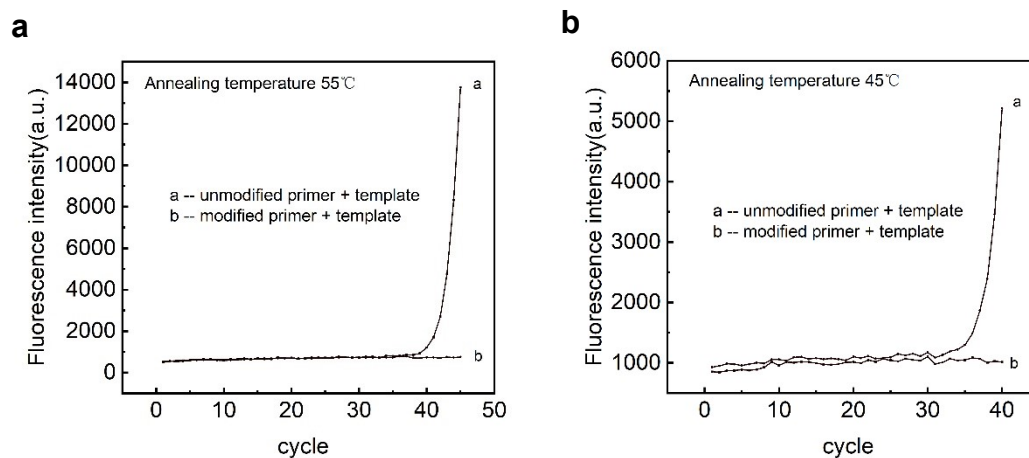 a
Annealing temperature 55℃
a
a -- unmodified primer + template
b -- modified primer + template
b
14000
12000
10000
8000
6000
4000
2000
0
0
10
20
30
40
50
Fluorescence intensity(a.u.)
cycle
b
Annealing temperature 45℃
a
a -- unmodified primer + template
b -- modified primer + template
b
6000
5000
4000
3000
2000
1000
0
10
20
30
40
Fluorescence intensity(a.u.)
cycle